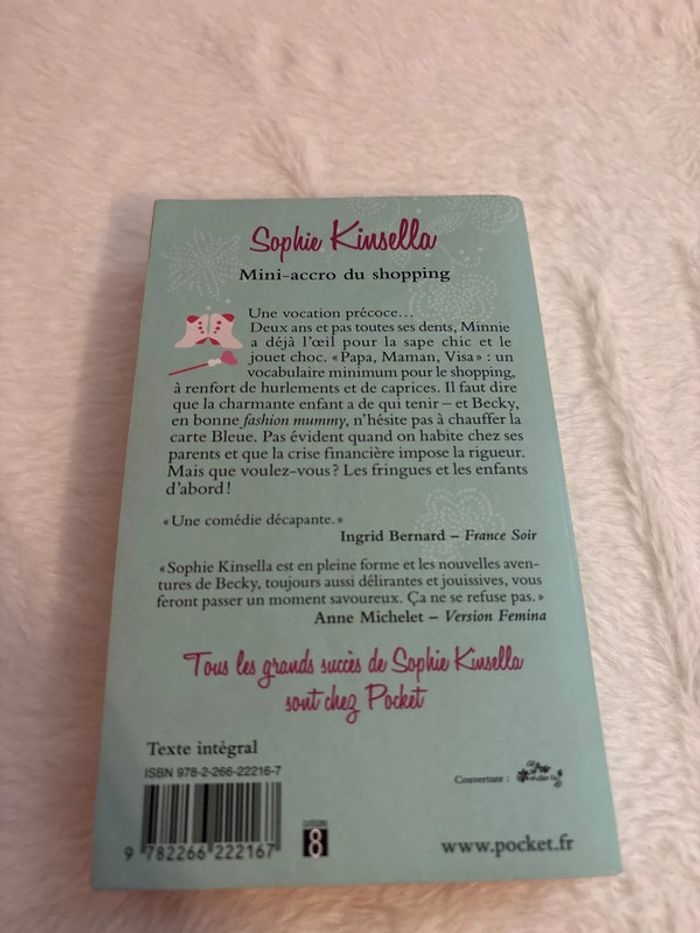 Sophie Kinsella
Mini-accro du shopping
Une vocation précoce…
Deux ans et pas toutes ses dents, Minnie
a déjà l'œil pour la sape chic et le
jouet choc. « Papa, Maman, Visa » : un
vocabulaire minimum pour le shopping,
à renfort de hurlements et de caprices. Il faut dire
que la charmante enfant a de qui tenir – et Becky,
en bonne fashion mummy, n'hésite pas à chauffer la
carte Bleue. Pas évident quand on habite chez ses
parents et que la crise financière impose la rigueur.
Mais que voulez-vous ? Les fringues et les enfants
d'abord !
« Une comédie décapante. »
Ingrid Bernard – France Soir
« Sophie Kinsella est en pleine forme et les nouvelles aven-
tures de Becky, toujours aussi délirantes et jouissives, vous
feront passer un moment savoureux. Ça ne se refuse pas. »
Anne Michelet – Version Femina
Tous les grands succès de Sophie Kinsella
sont chez Pocket
Texte intégral
ISBN 978-2-266-22216-7
Couverture :
9 782266 222167
8
www.pocket.fr